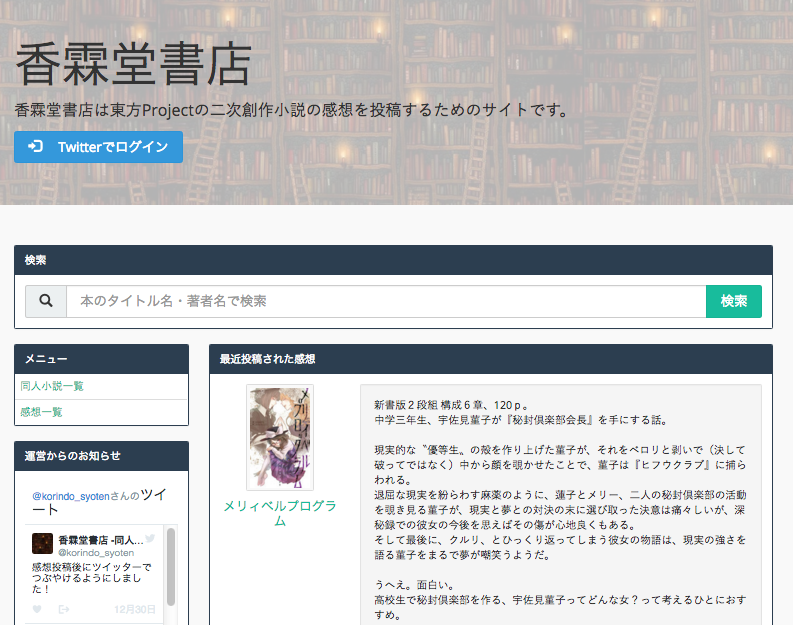 香霖堂書店
香霖堂書店は東方Projectの二次創作小説の感想を投稿するためのサイトです。
Twitterでログイン
検索
本のタイトル名・著者名で検索
検索
メニュー
同人小説一覧
感想一覧
運営からのお知らせ
@korindo_syotenさんのツイ
ート
香霖堂書店 -同人...
@korindo_syoten
感想投稿後にツイッターで
つぶやけるようにしまし
た！
12月30日
最近投稿された感想
メリイベルプログラム
メリィベルプログラ
ム
新書版２段組 構成６章、120ｐ。
中学三年生、宇佐見菫子が『秘封倶楽部会長』を手にする話。
現実的な〝優等生〟の殻を作り上げた菫子が、それをペロリと剥いで（決して
破ってではなく）中から顔を覗かせたことで、菫子は『ヒフウクラブ』に捕ら
われる。
退屈な現実を紛らわす麻薬のように、蓮子とメリー、二人の秘封倶楽部の活動
を覗き見る菫子が、現実と夢との対決の末に選び取った決意は痛々しいが、深
秘録での彼女の今後を思えばその傷が心地良くもある。
そして最後に、クルリ、とひっくり返ってしまう彼女の物語は、現実の強さを
語る菫子をまるで夢が嘲笑うようだ。
うへえ。面白い。
高校生で秘封倶楽部を作る、宇佐見菫子ってどんな女？って考えるひとにおす
すめ。